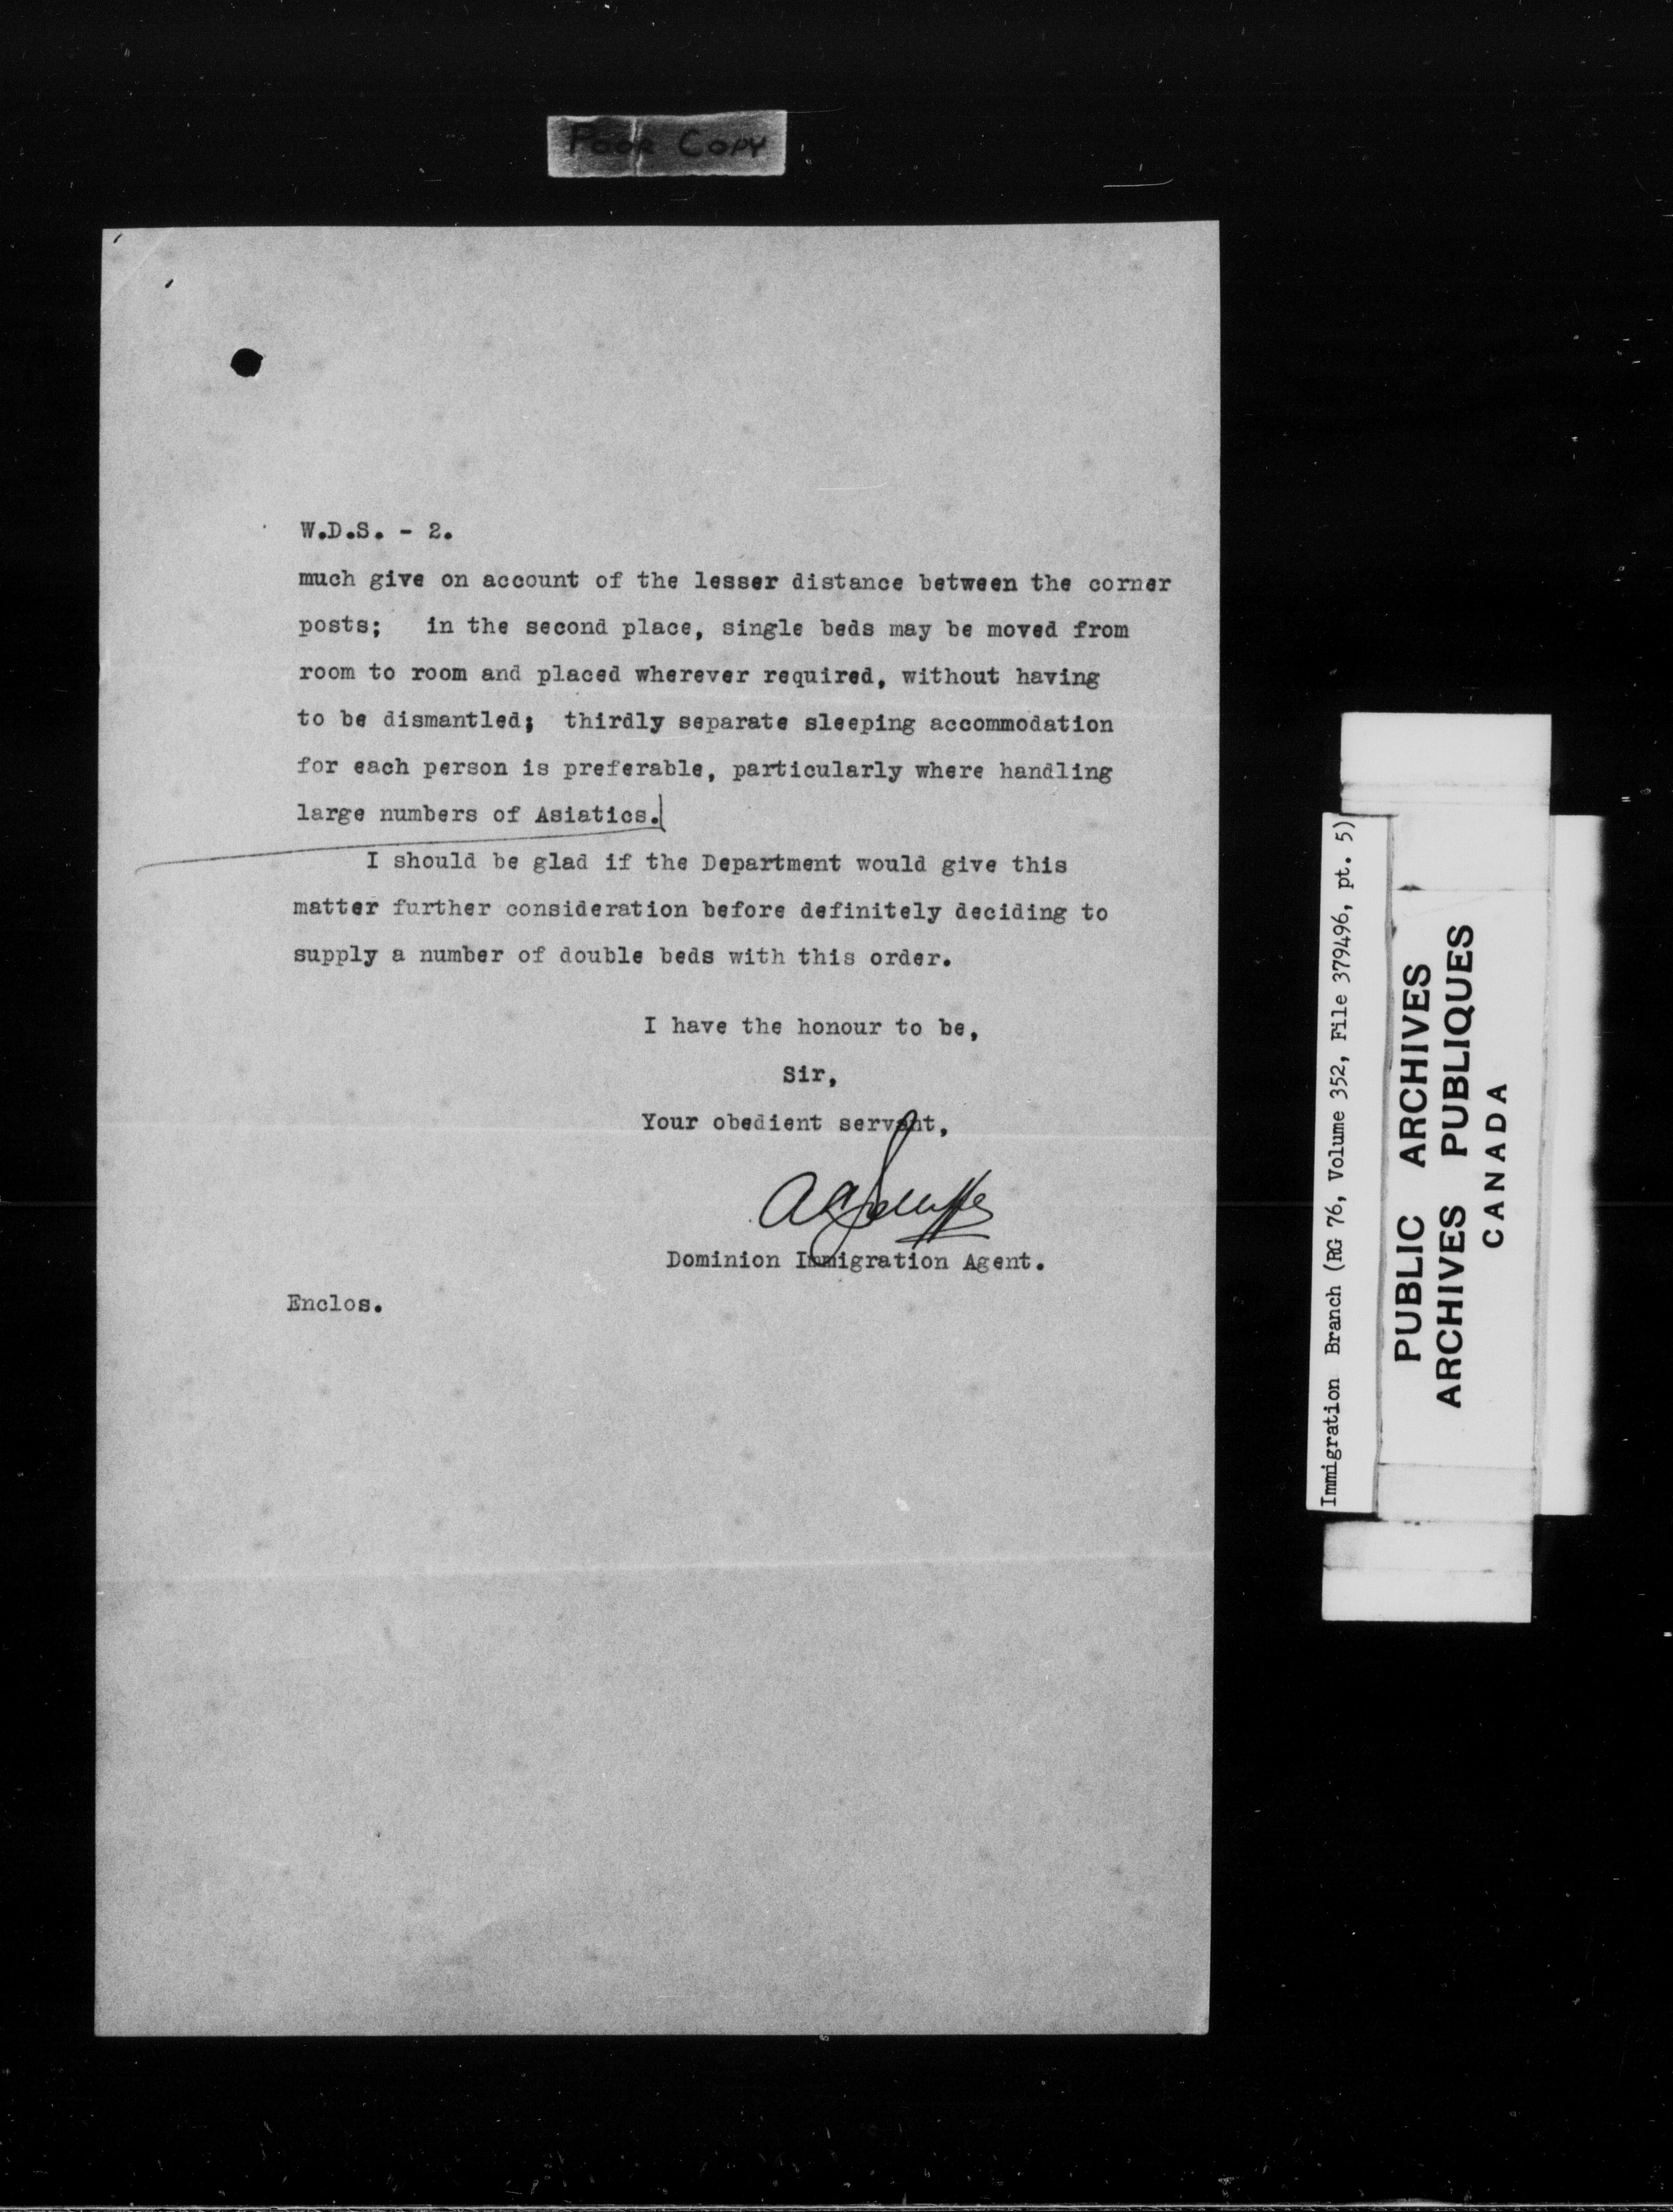 POOR COPY
W.D.S. - 2.
much give on account of the lesser distance between the corner
posts; in the second place, single beds may be moved from
room to room and placed wherever required, without having
to be dismantled; thirdly separate sleeping accommodation
for each person is preferable, particularly where handling
large numbers of Asiatics.
I should be glad if the Department would give this
matter further consideration before definitely deciding to
supply a number of double beds with this order.
I have the honour to be,
Sir,
Your obedient servant,
Dominion Immigration Agent.
Enclos.
Immigration Branch (RG 76, Volume 352, File 379496, pt. 5)
PUBLIC ARCHIVES
ARCHIVES PUBLIQUES
CANADA